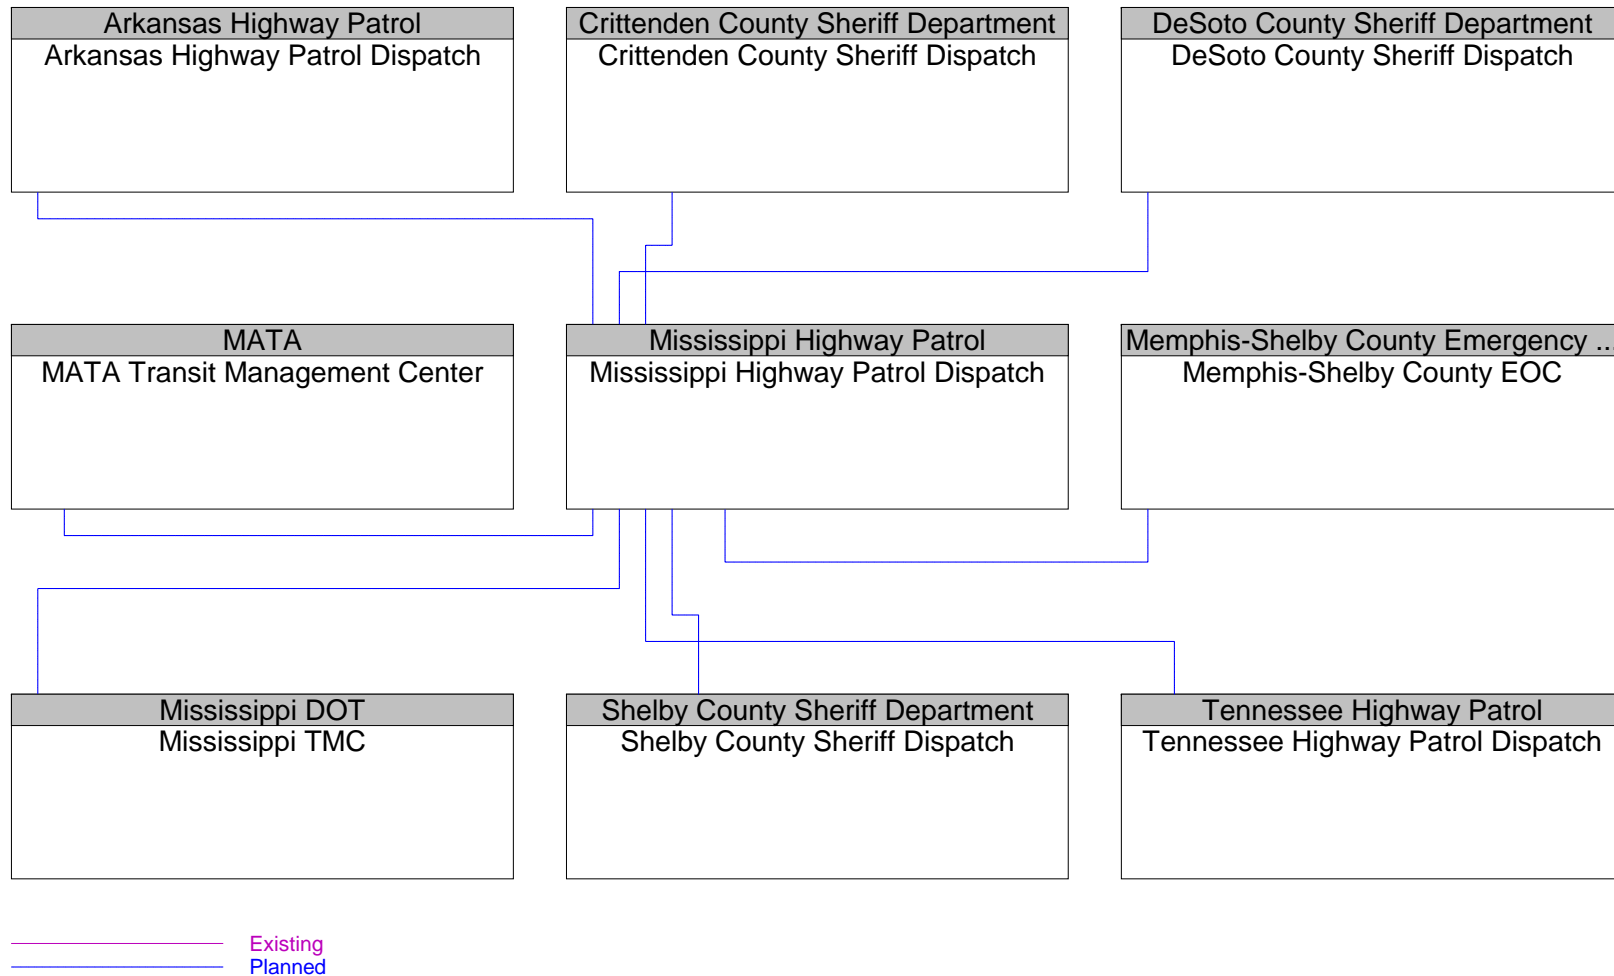 Arkansas Highway Patrol
Arkansas Highway Patrol Dispatch
Crittenden County Sheriff Department
Crittenden County Sheriff Dispatch
DeSoto County Sheriff Department
DeSoto County Sheriff Dispatch
MATA
MATA Transit Management Center
Mississippi Highway Patrol
Mississippi Highway Patrol Dispatch
Memphis-Shelby County Emergency ...
Memphis-Shelby County EOC
Mississippi DOT
Mississippi TMC
Shelby County Sheriff Department
Shelby County Sheriff Dispatch
Tennessee Highway Patrol
Tennessee Highway Patrol Dispatch
Existing
Planned